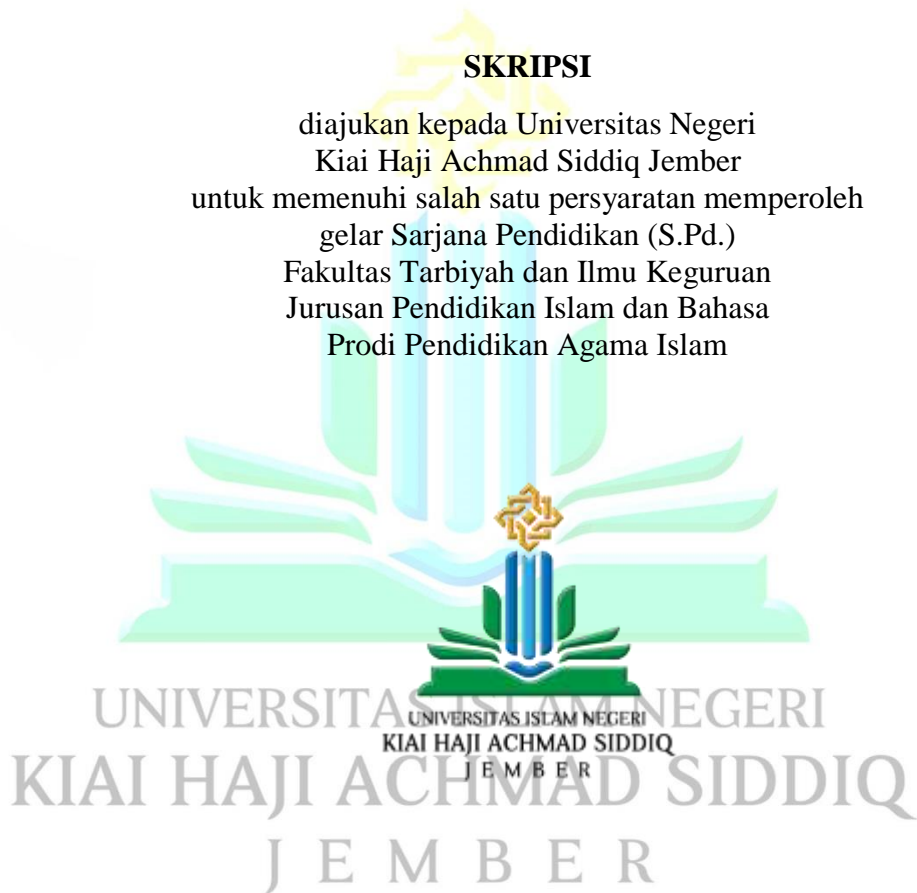 SKRIPSI
diajukan kepada Universitas Negeri
Kiai Haji Achmad Siddiq Jember
untuk memenuhi salah satu persyaratan memperoleh
gelar Sarjana Pendidikan (S.Pd.)
Fakultas Tarbiyah dan Ilmu Keguruan
Jurusan Pendidikan Islam dan Bahasa
Prodi Pendidikan Agama Islam
UNIVERSITAS ISLAM NEGERI
KIAI HAJI ACHMAD SIDDIQ
JEMBER
UNIVERSITAS ISLAM NEGERI
KIAI HAJI ACHMAD SIDDIQ
JEMBER